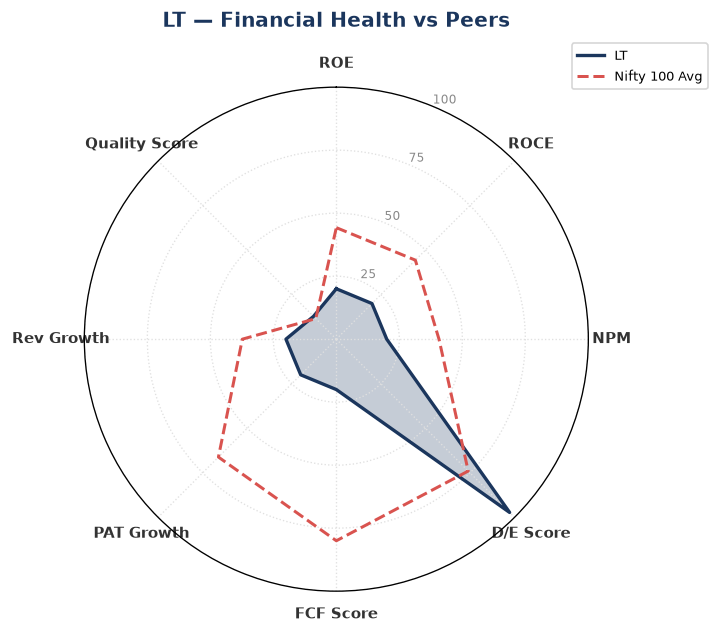 LT — Financial Health vs Peers
LT
Nifty 100 Avg
ROE
100
Quality Score
ROCE
75
50
25
Rev Growth
NPM
PAT Growth
D/E Score
FCF Score